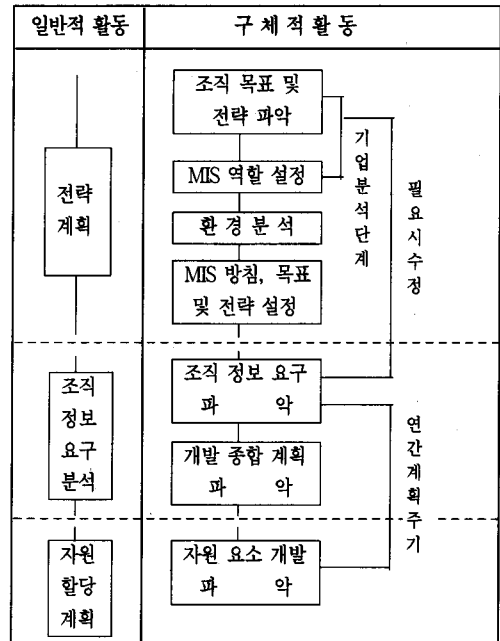 일반적 활동
구 체 적 활 동
전략
계획
조직 목표 및
전략 파악
MIS 역할 설정
환 경 분 석
MIS 방침, 목표
및 전략 설정
기업분석단계
필요시수정
조직
정보
요구
분석
조직 정보 요구
파 악
개발 종합 계획
파 악
연간계획주기
자원
할당
계획
자원 요소 개발
파 악